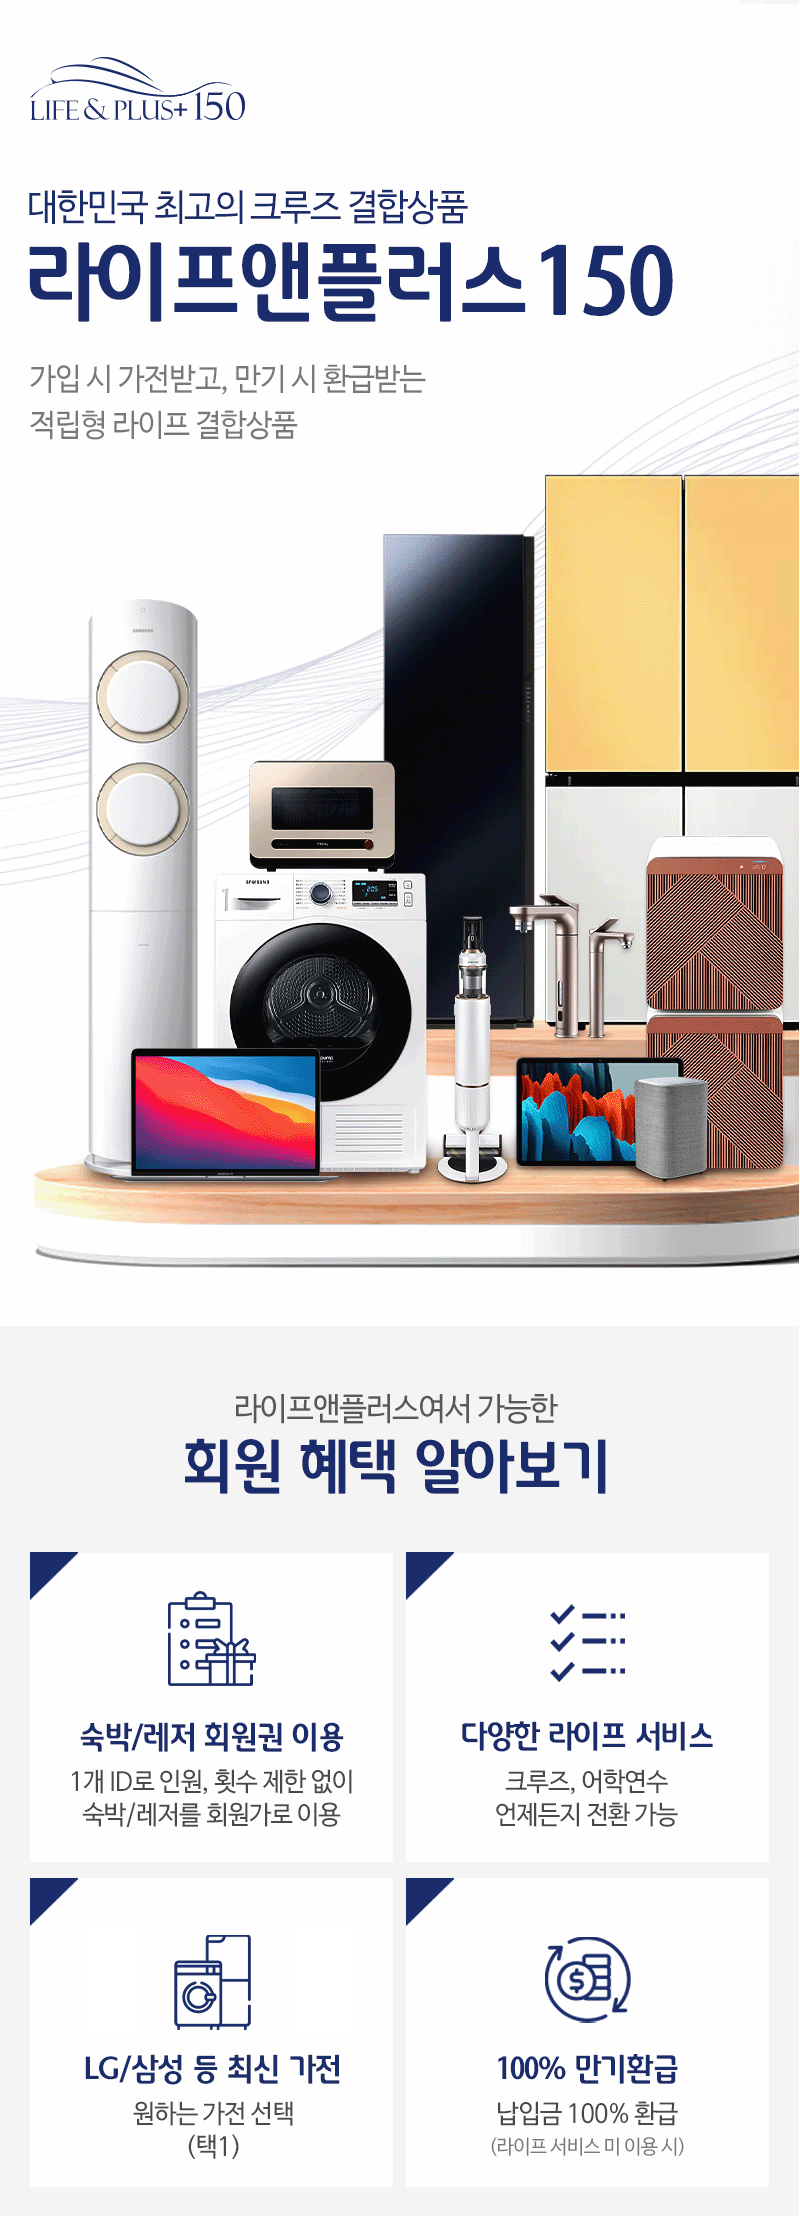 LIFE & PLUS+150
대한민국 최고의 크루즈 결합상품
라이프앤플러스150
가입 시 가전받고, 만기 시 환급받는
적립형 라이프 결합상품
SAMSUNG
SAMSUNG
라이프앤플러스여서 가능한
회원 혜택 알아보기
숙박/레저 회원권 이용
1개 ID로 인원, 횟수 제한 없이
숙박/레저를 회원가로 이용
다양한 라이프 서비스
크루즈, 어학연수
언제든지 전환 가능
LG/삼성 등 최신 가전
원하는 가전 선택
(택1)
100% 만기환급
납입금 100% 환급
(라이프 서비스 미 이용 시)